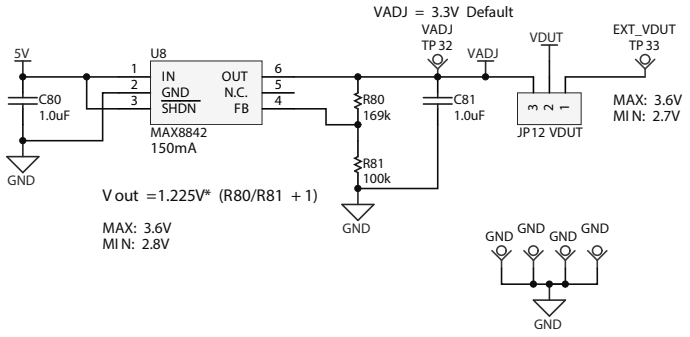 VADJ = 3.3V Default
5V
U8
VADJ
TP 32
VADJ
VDUT
EXT_VDUT
TP 33
1 IN OUT 6
2 GND N.C. 5
3 SHDN FB 4
C80
1.0uF
MAX8842
150mA
R80
169k
C81
1.0uF
3 2 1
JP12 VDUT
MAX: 3.6V
MIN: 2.7V
R81
100k
GND
GND
V out =1.225V* (R80/R81 + 1)
MAX: 3.6V
MIN: 2.8V
GND GND GND GND
GND